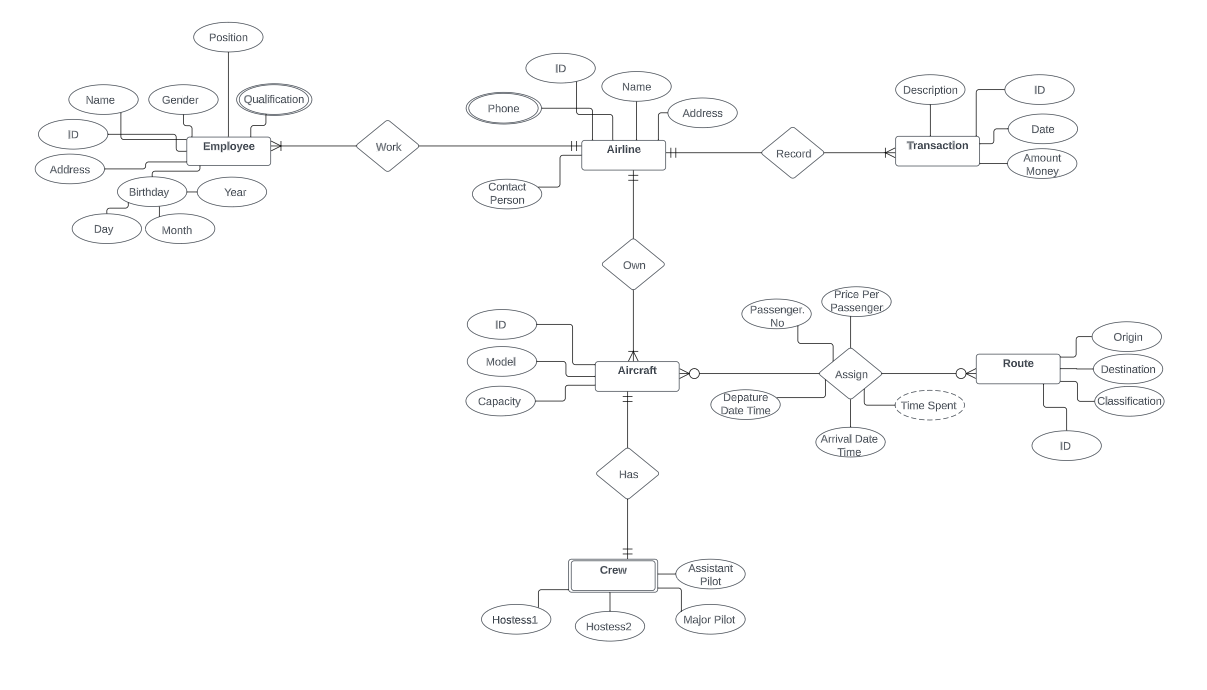 Position
ID
Name
Name
Gender
Qualification
Phone
Address
Description
ID
ID
Date
Employee
Work
Airline
Record
Transaction
Address
Amount
Money
Birthday
Year
Contact
Person
Day
Month
Own
Price Per
Passenger
Passenger.
No
ID
Origin
Model
Aircraft
Assign
Route
Destination
Capacity
Depature
Date Time
Time Spent
Classification
Arrival Date
Time
ID
Has
Crew
Assistant
Pilot
Hostess1
Hostess2
Major Pilot